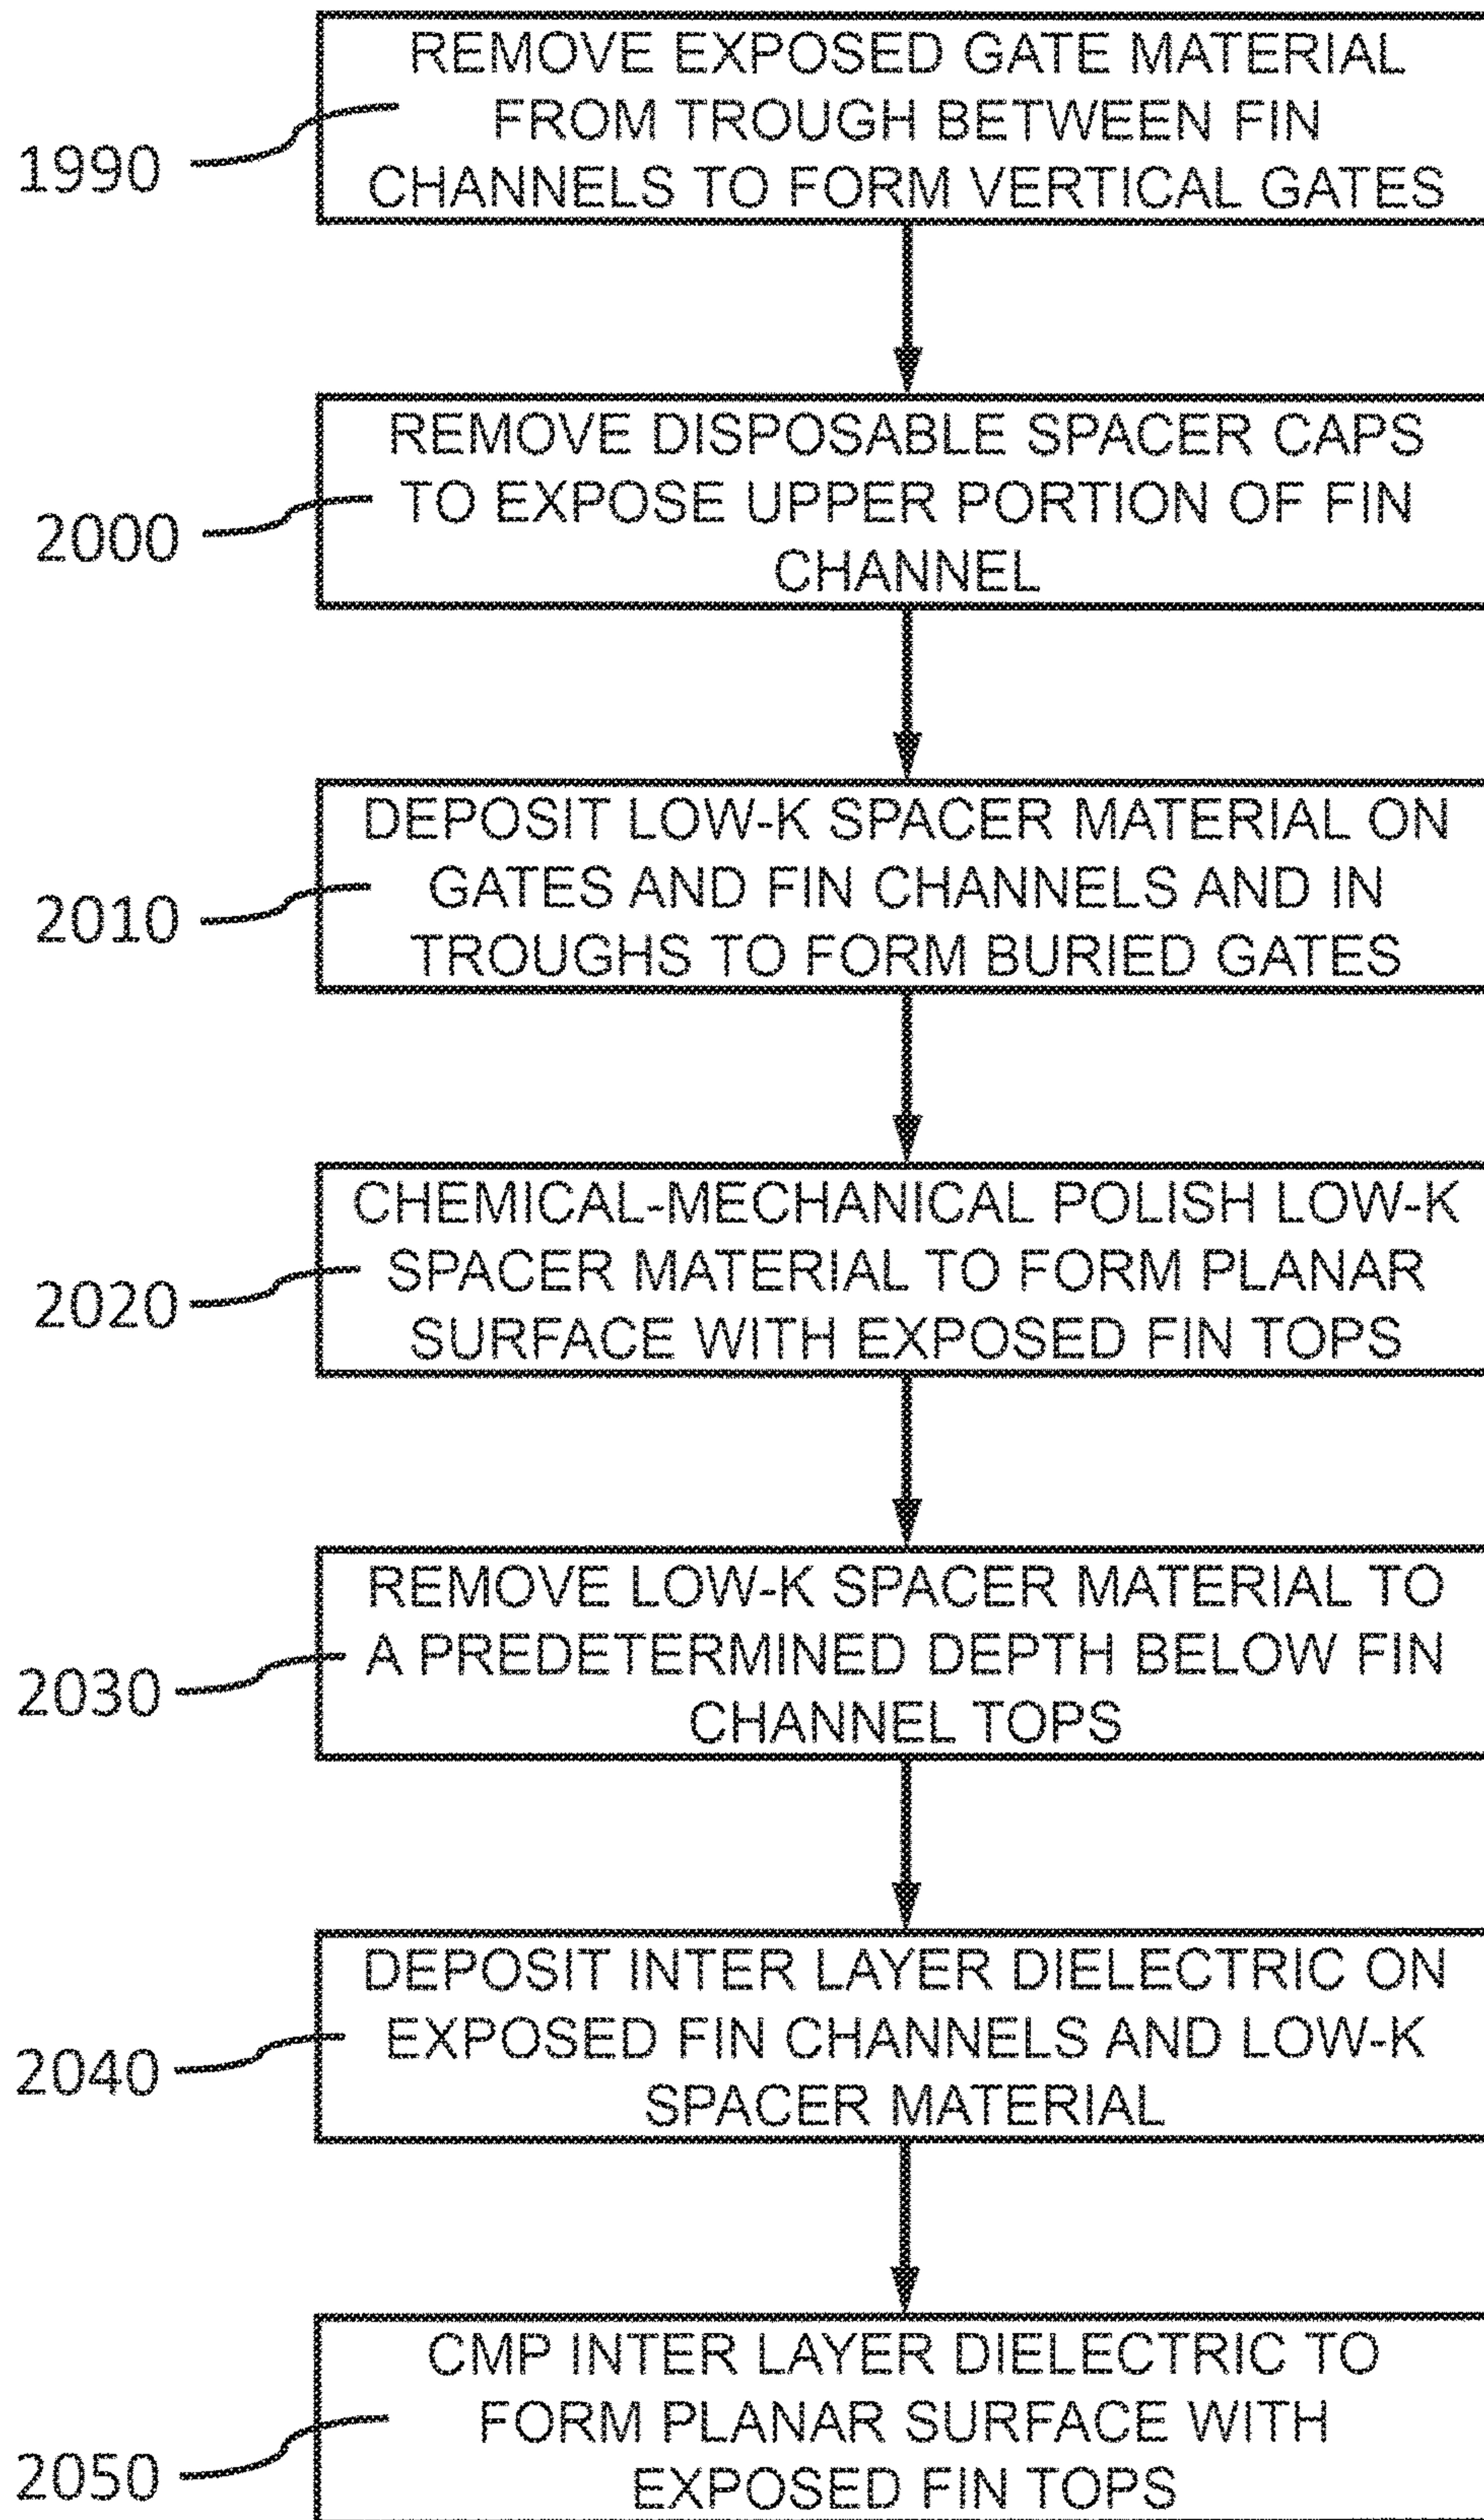 REMOVE EXPOSED GATE MATERIAL
FROM TROUGH BETWEEN FIN
CHANNELS TO FORM VERTICAL GATES
1990
REMOVE DISPOSABLE SPACER CAPS
TO EXPOSE UPPER PORTION OF FIN
CHANNEL
2000
DEPOSIT LOW-K SPACER MATERIAL ON
GATES AND FIN CHANNELS AND IN
TROUGHS TO FORM BURIED GATES
2010
CHEMICAL-MECHANICAL POLISH LOW-K
SPACER MATERIAL TO FORM PLANAR
SURFACE WITH EXPOSED FIN TOPS
2020
REMOVE LOW-K SPACER MATERIAL TO
A PREDETERMINED DEPTH BELOW FIN
CHANNEL TOPS
2030
DEPOSIT INTER LAYER DIELECTRIC ON
EXPOSED FIN CHANNELS AND LOW-K
SPACER MATERIAL
2040
CMP INTER LAYER DIELECTRIC TO
FORM PLANAR SURFACE WITH
EXPOSED FIN TOPS
2050